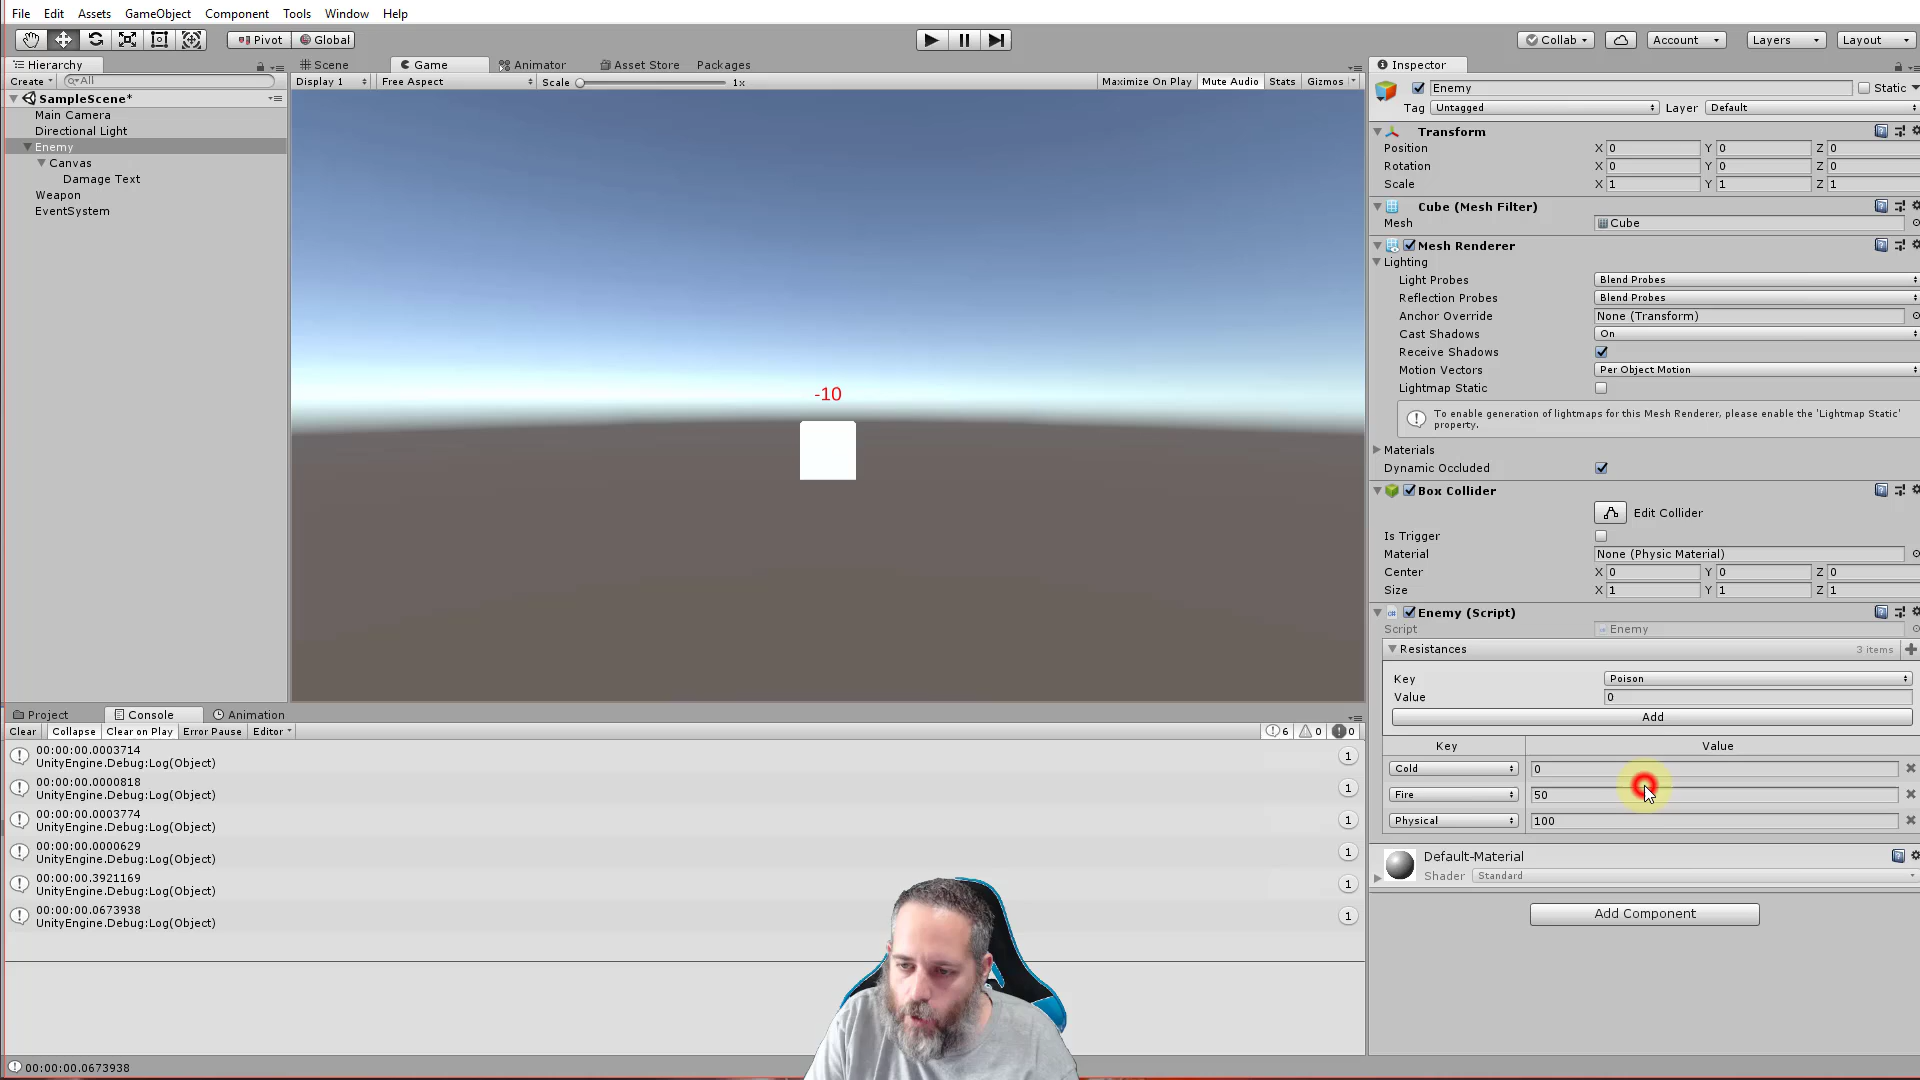 File Edit Assets GameObject Component Tools Window Help
Pivot Global Collab Account Layers Layout
Hierarchy Scene Game Animator Asset Store Packages Inspector
Create All Display 1 Free Aspect Scale 1x Maximize On Play Mute Audio Stats Gizmos
SampleScene*
Main Camera
Directional Light
Enemy
Canvas
Damage Text
Weapon
EventSystem
-10
Enemy Static
Tag Untagged Layer Default
Transform
Position X 0 Y 0 Z 0
Rotation X 0 Y 0 Z 0
Scale X 1 Y 1 Z 1
Cube (Mesh Filter)
Mesh Cube
Mesh Renderer
Lighting
Light Probes Blend Probes
Reflection Probes Blend Probes
Anchor Override None (Transform)
Cast Shadows On
Receive Shadows
Motion Vectors Per Object Motion
Lightmap Static
To enable generation of lightmaps for this Mesh Renderer, please enable the 'Lightmap Static'
property.
Materials
Dynamic Occluded
Box Collider
Edit Collider
Is Trigger
Material None (Physic Material)
Center X 0 Y 0 Z 0
Size X 1 Y 1 Z 1
Enemy (Script)
Script Enemy
Resistances 3 items
Key Poison
Value 0
Add
Key Value
Cold 0
Fire 50
Physical 100
Default-Material
Shader Standard
Add Component
Project Console Animation
Clear Collapse Clear on Play Error Pause Editor 6 0 0
00:00:00.0003714 1
UnityEngine.Debug:Log(Object)
00:00:00.0000818 1
UnityEngine.Debug:Log(Object)
00:00:00.0003774 1
UnityEngine.Debug:Log(Object)
00:00:00.0000629 1
UnityEngine.Debug:Log(Object)
00:00:00.3921169 1
UnityEngine.Debug:Log(Object)
00:00:00.0673938 1
UnityEngine.Debug:Log(Object)
00:00:00.0673938